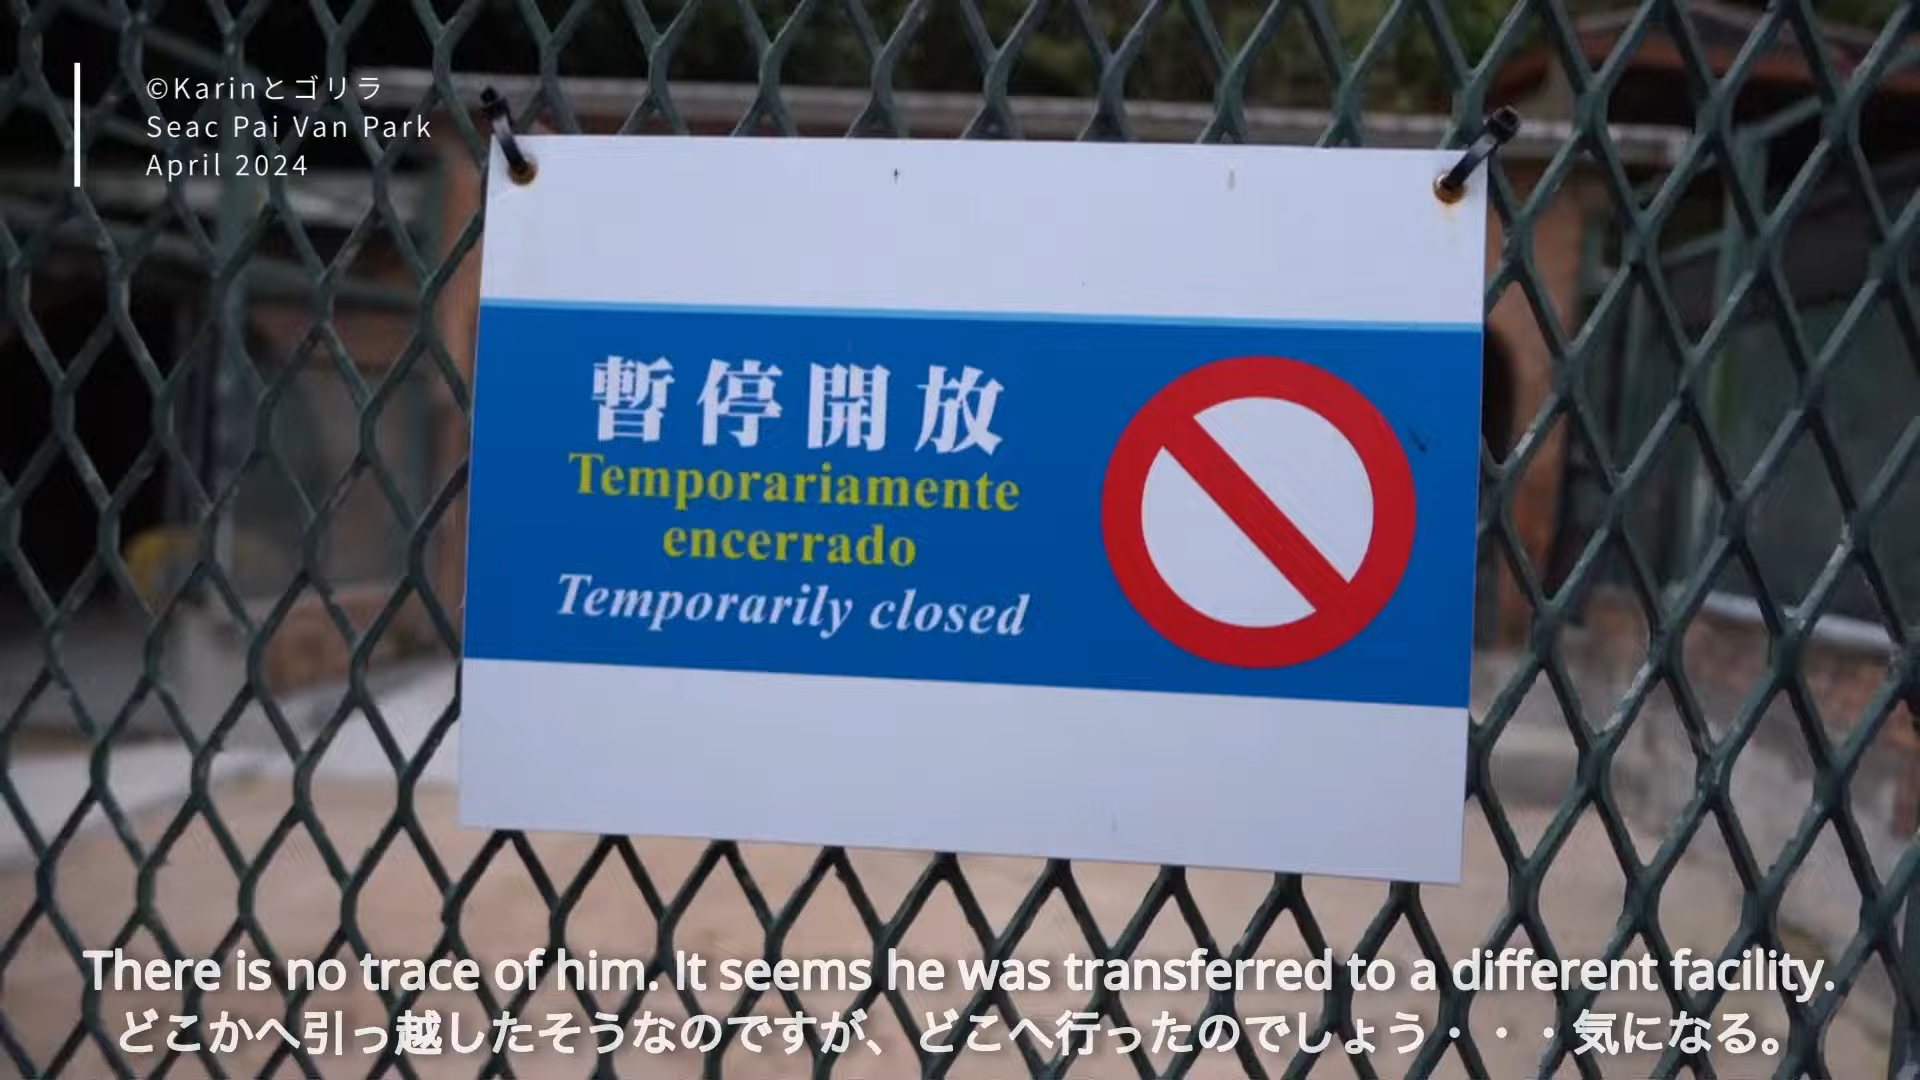 ©Karinとゴリラ
Seac Pai Van Park
April 2024
暫停開放
Temporariamente
encerrado
Temporarily closed
There is no trace of him. It seems he was transferred to a different facility.
どこかへ引っ越したそうなのですが、どこへ行ったのでしょう・・・気になる。